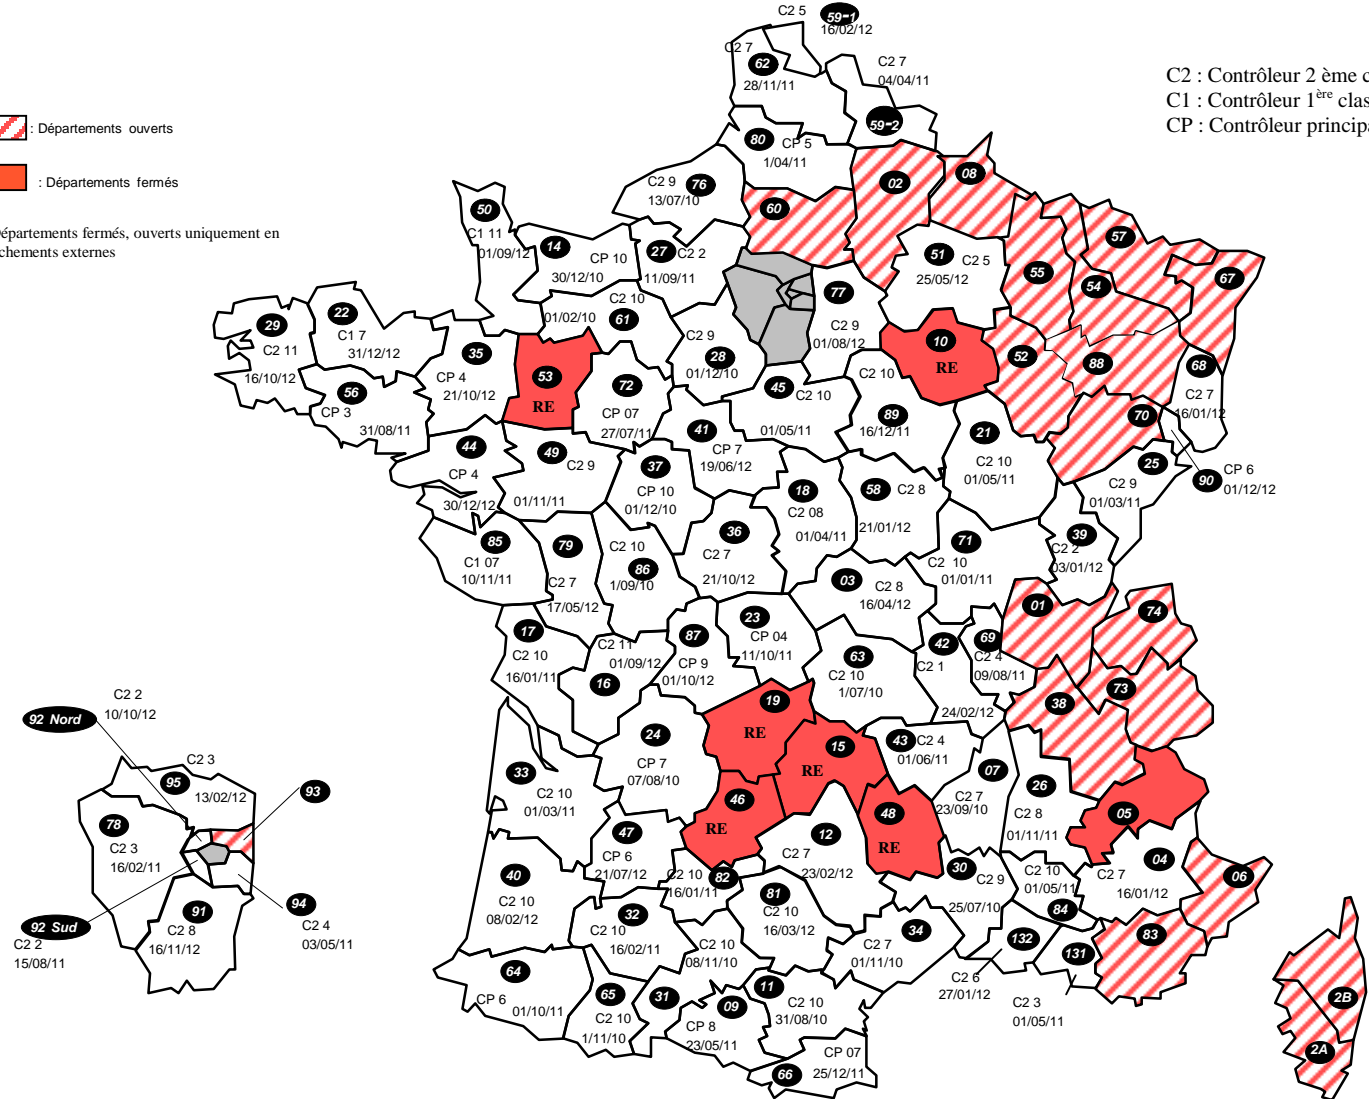 C2 5
59-1
16/02/12
C2 7
62
28/11/11
C2 7
04/04/11
59-2
C2 : Contrôleur 2 ème c
C1 : Contrôleur 1ère clas
CP : Contrôleur principa
: Départements ouverts
: Départements fermés
épartements fermés, ouverts uniquement en
chements externes
80
CP 5
1/04/11
02
08
C2 9
76
13/07/10
60
50
C1 11
01/09/12
14
CP 10
30/12/10
27
C2 2
11/09/11
51
C2 5
25/05/12
57
67
55
54
77
C2 9
01/08/12
29
C2 11
16/10/12
22
C1 7
31/12/12
C2 10
01/02/10
61
35
CP 4
21/10/12
53
RE
72
CP 07
27/07/11
C2 9
28
01/12/10
45
C2 10
01/05/11
10
RE
52
88
68
C2 7
16/01/12
56
CP 3
31/08/11
C2 10
89
16/12/11
70
41
CP 7
19/06/12
21
C2 10
01/05/11
44
CP 4
30/12/12
49
C2 9
01/11/11
37
CP 10
01/12/10
25
C2 9
01/03/11
90
CP 6
01/12/12
18
C2 08
01/04/11
58
C2 8
21/01/12
85
C1 07
10/11/11
79
C2 7
17/05/12
C2 10
86
1/09/10
36
C2 7
21/10/12
71
C2 10
01/01/11
39
C2 2
03/01/12
03
C2 8
16/04/12
01
74
17
C2 10
16/01/11
C2 11
01/09/12
16
87
CP 9
01/10/12
23
CP 04
11/10/11
63
C2 10
1/07/10
42
C2 1
24/02/12
69
C2 4
09/08/11
73
38
C2 2
92 Nord
10/10/12
C2 3
95
13/02/12
93
78
C2 3
16/02/11
91
C2 8
16/11/12
94
C2 4
03/05/11
92 Sud
C2 2
15/08/11
24
CP 7
07/08/10
19
RE
15
RE
43
C2 4
01/06/11
07
C2 7
23/09/10
26
C2 8
01/11/11
05
33
C2 10
01/03/11
46
RE
48
RE
47
CP 6
21/07/12
12
C2 7
23/02/12
04
C2 7
16/01/12
06
40
C2 10
08/02/12
C2 10
82
16/01/11
81
C2 10
16/03/12
30
C2 9
25/07/10
C2 10
01/05/11
84
32
C2 10
16/02/11
34
C2 7
01/11/10
132
C2 6
27/01/12
131
C2 3
01/05/11
83
C2 10
08/11/10
31
64
CP 6
01/10/11
65
C2 10
1/11/10
09
CP 8
23/05/11
11
C2 10
31/08/10
CP 07
66
25/12/11
2B
2A